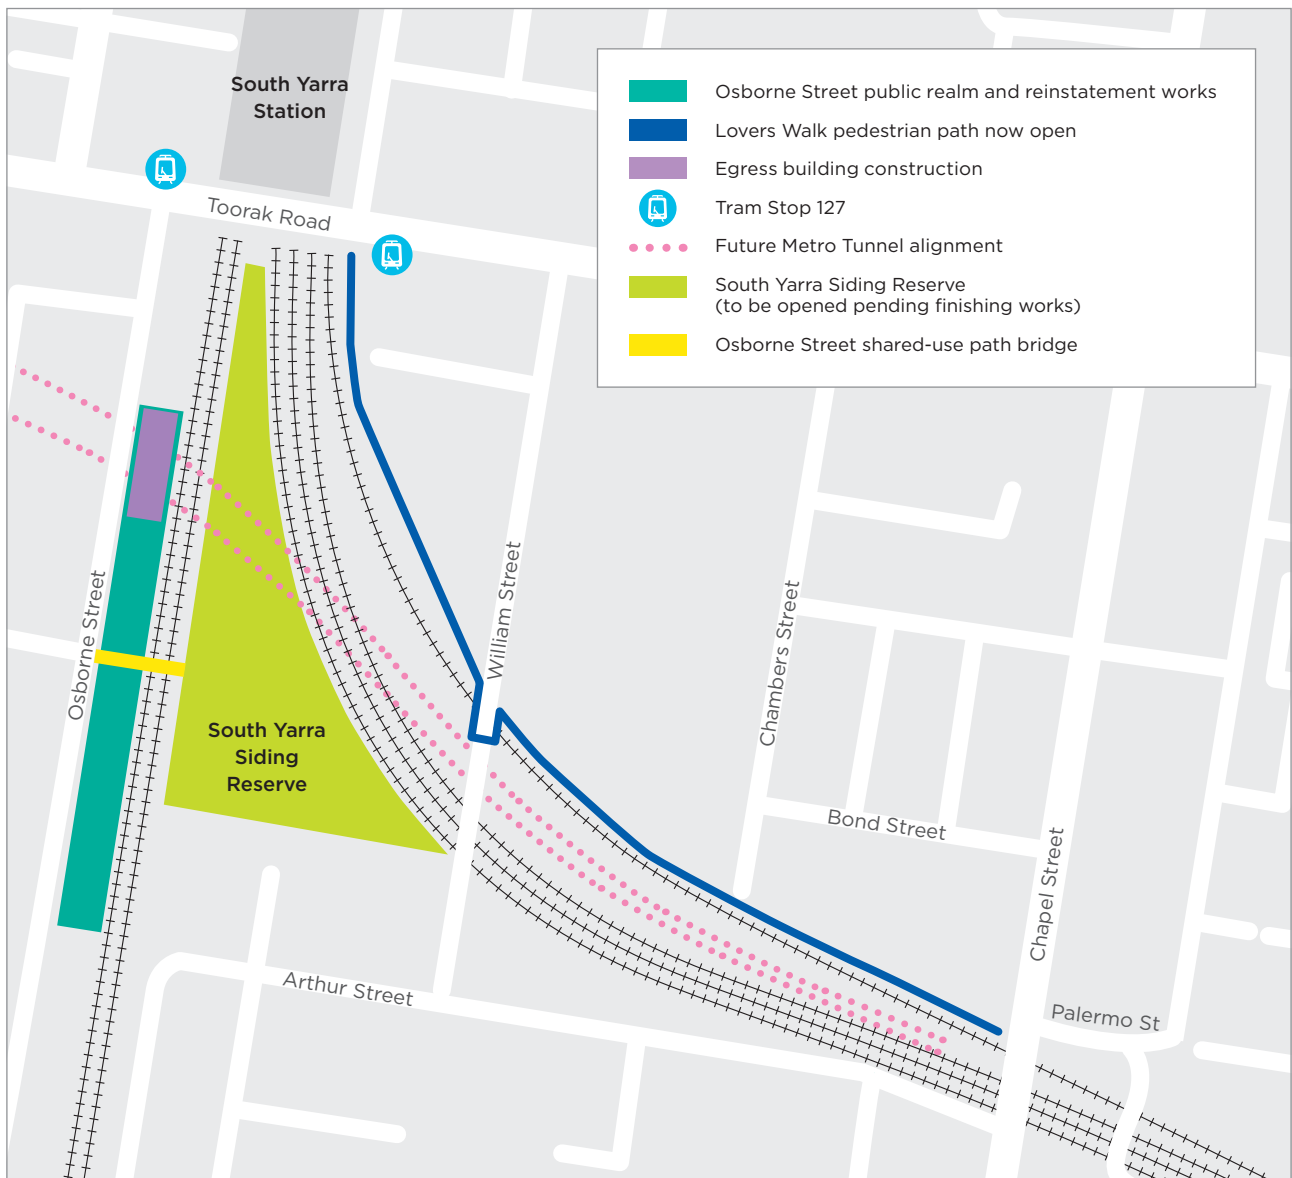 South Yarra
Station
Osborne Street public realm and reinstatement works
Lovers Walk pedestrian path now open
Egress building construction
Tram Stop 127
Future Metro Tunnel alignment
South Yarra Siding Reserve
(to be opened pending finishing works)
Osborne Street shared-use path bridge
Toorak Road
William Street
Osborne Street
Chambers Street
South Yarra
Siding
Reserve
Bond Street
Chapel Street
Arthur Street
Palermo St